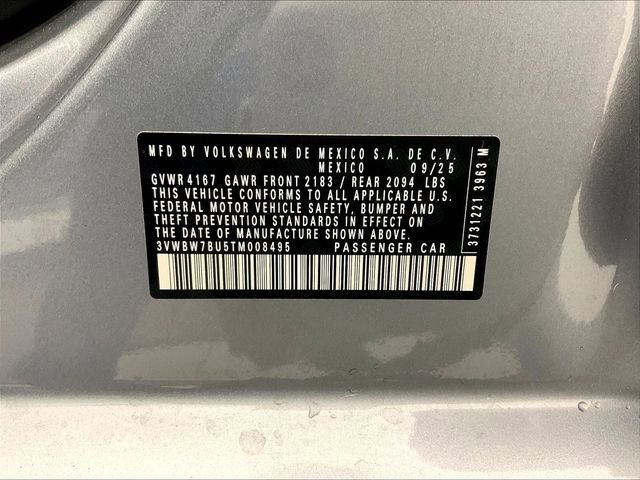 MFD BY VOLKSWAGEN DE MEXICO S.A. DE C.V.
MEXICO 09/25
GVWR 4167 GAWR FRONT 2183 / REAR 2094 LBS
THIS VEHICLE CONFORMS TO ALL APPLICABLE U.S.
FEDERAL MOTOR VEHICLE SAFETY, BUMPER AND
THEFT PREVENTION STANDARDS IN EFFECT ON
THE DATE OF MANUFACTURE SHOWN ABOVE.
3VWBW7BU5TM008495 PASSENGER CAR
3731221 3963 M